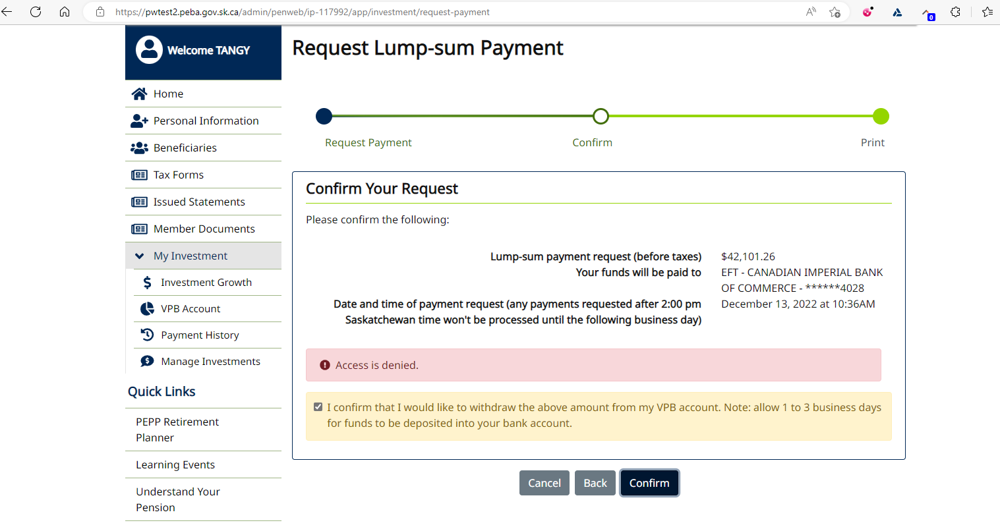 https://pwtest2.peba.gov.sk.ca/admin/penweb/ip-117992/app/investment/request-payment
A
0
Welcome TANGY
Home
Personal Information
Beneficiaries
Tax Forms
Issued Statements
Member Documents
My Investment
Investment Growth
VPB Account
Payment History
Manage Investments
Quick Links
PEPP Retirement
Planner
Learning Events
Understand Your
Pension
Request Lump-sum Payment
Request Payment
Confirm
Print
Confirm Your Request
Please confirm the following:
Lump-sum payment request (before taxes) $42,101.26
Your funds will be paid to EFT - CANADIAN IMPERIAL BANK
OF COMMERCE - ******4028
Date and time of payment request (any payments requested after 2:00 pm December 13, 2022 at 10:36AM
Saskatchewan time won't be processed until the following business day)
Access is denied.
I confirm that I would like to withdraw the above amount from my VPB account. Note: allow 1 to 3 business days
for funds to be deposited into your bank account.
Cancel
Back
Confirm